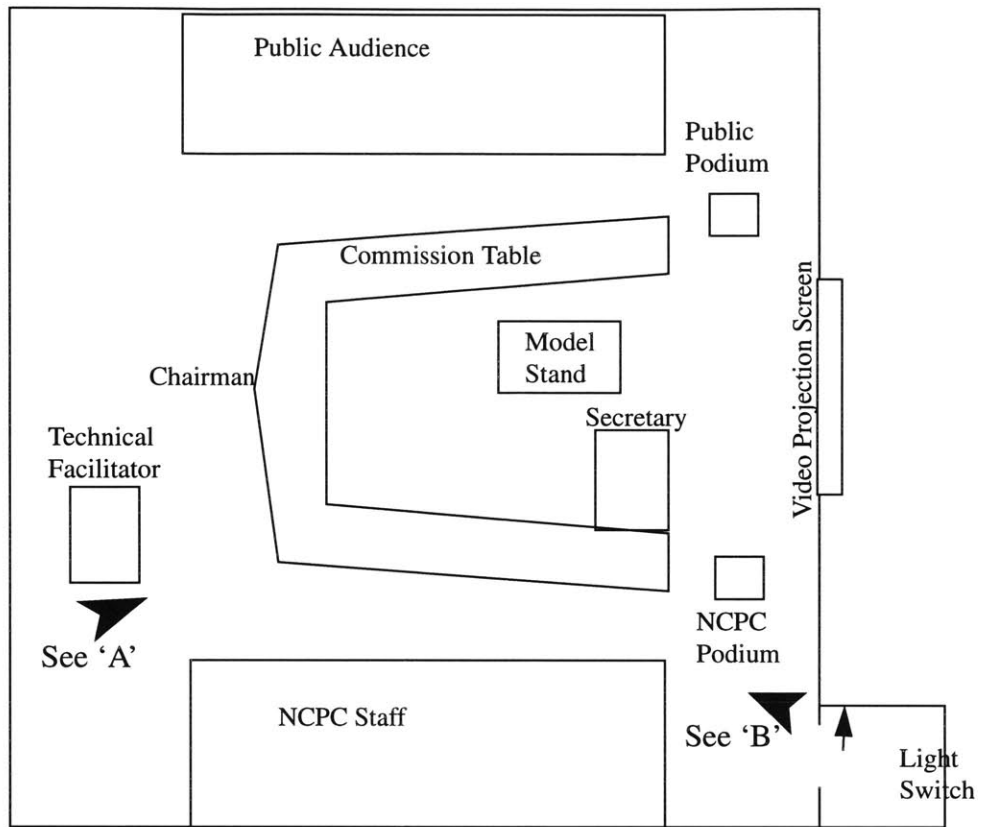 Public Audience
Public
Podium
Commission Table
Video Projection Screen
Model
Stand
Chairman
Secretary
Technical
Facilitator
See ‘A’
NCPC
Podium
NCPC Staff
See ‘B’
Light
Switch